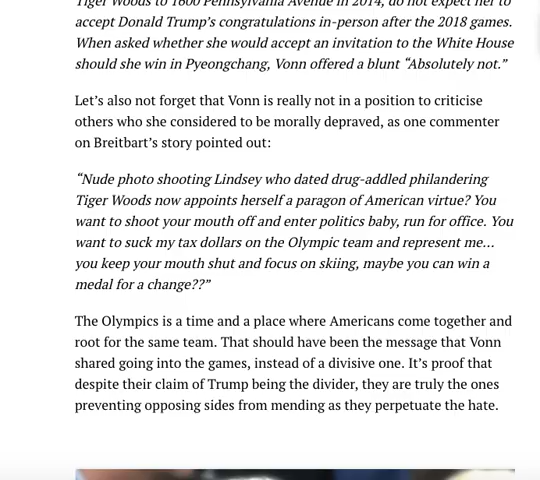 Tiger Woods to 1600 Pennsylvania Avenue in 2014, do not expect her to
accept Donald Trump’s congratulations in-person after the 2018 games.
When asked whether she would accept an invitation to the White House
should she win in Pyeongchang, Vonn offered a blunt “Absolutely not.”
Let’s also not forget that Vonn is really not in a position to criticise
others who she considered to be morally depraved, as one commenter
on Breitbart’s story pointed out:
“Nude photo shooting Lindsey who dated drug-addled philandering
Tiger Woods now appoints herself a paragon of American virtue? You
want to shoot your mouth off and enter politics baby, run for office. You
want to suck my tax dollars on the Olympic team and represent me…
you keep your mouth shut and focus on skiing, maybe you can win a
medal for a change??”
The Olympics is a time and a place where Americans come together and
root for the same team. That should have been the message that Vonn
shared going into the games, instead of a divisive one. It’s proof that
despite their claim of Trump being the divider, they are truly the ones
preventing opposing sides from mending as they perpetuate the hate.